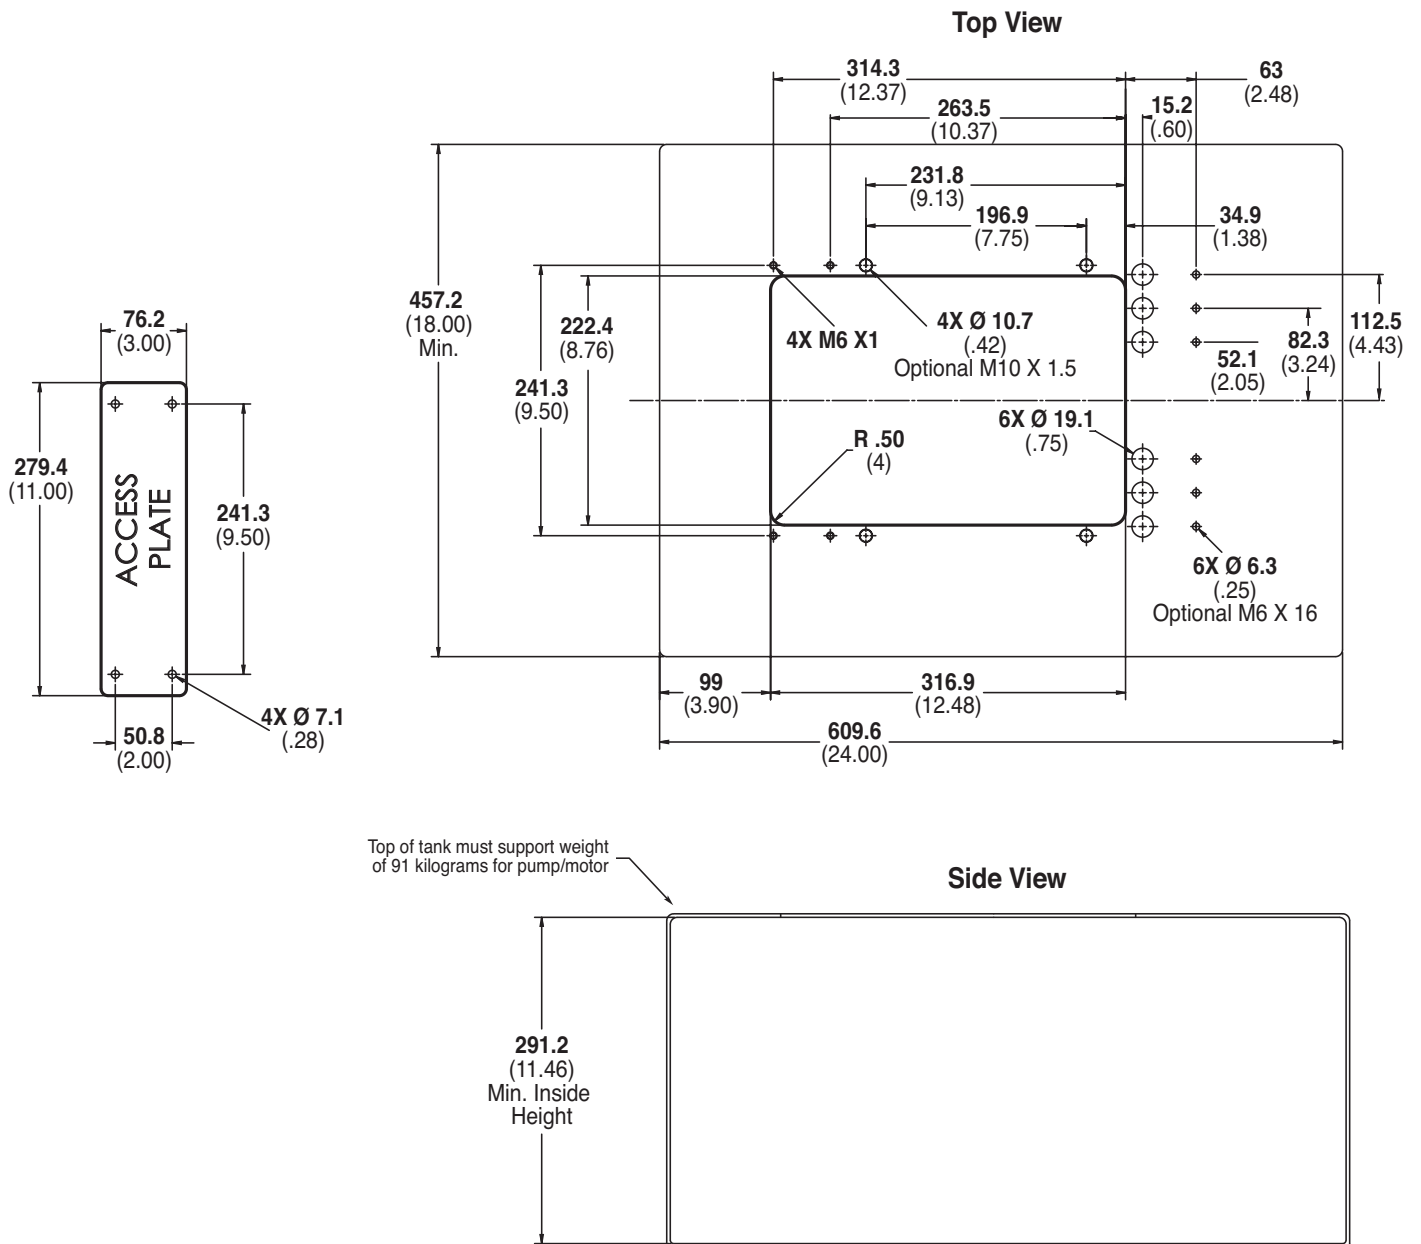 Top View
314.3
(12.37)
63
(2.48)
263.5
(10.37)
15.2
(.60)
231.8
(9.13)
196.9
(7.75)
34.9
(1.38)
457.2
(18.00)
Min.
222.4
(8.76)
241.3
(9.50)
4X M6 X1
4X Ø 10.7
(.42)
Optional M10 X 1.5
112.5
(4.43)
82.3
(3.24)
52.1
(2.05)
6X Ø 19.1
(.75)
R .50
(4)
6X Ø 6.3
(.25)
Optional M6 X 16
99
(3.90)
316.9
(12.48)
609.6
(24.00)
76.2
(3.00)
279.4
(11.00)
ACCESS
PLATE
241.3
(9.50)
4X Ø 7.1
(.28)
50.8
(2.00)
Top of tank must support weight
of 91 kilograms for pump/motor
Side View
291.2
(11.46)
Min. Inside
Height